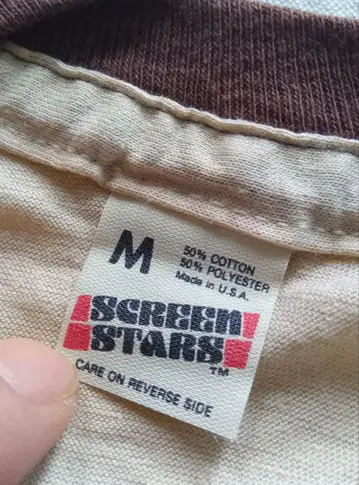 M
50% COTTON
50% POLYESTER
Made in U.S.A.
SCREEN
STARS
TM
CARE ON REVERSE SIDE